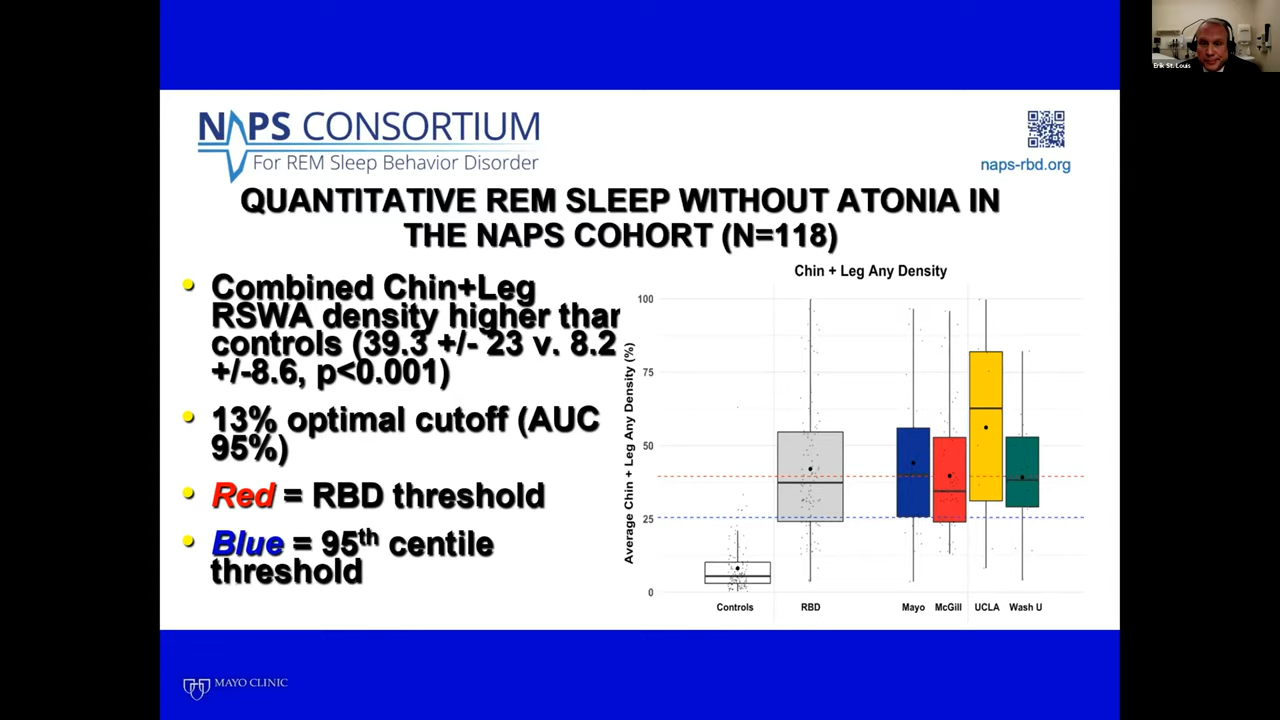 Erik St. Louis
NAPS CONSORTIUM
For REM Sleep Behavior Disorder
naps-rbd.org
QUANTITATIVE REM SLEEP WITHOUT ATONIA IN
THE NAPS COHORT (N=118)
• Combined Chin+Leg
RSWA density higher than
controls (39.3 +/- 23 v. 8.2
+/-8.6, p<0.001)
• 13% optimal cutoff (AUC
95%)
• Red = RBD threshold
• Blue = 95th centile
threshold
Chin + Leg Any Density
Average Chin + Leg Any Density (%)
100
75
50
25
0
Controls RBD Mayo McGill UCLA Wash U
MAYO CLINIC